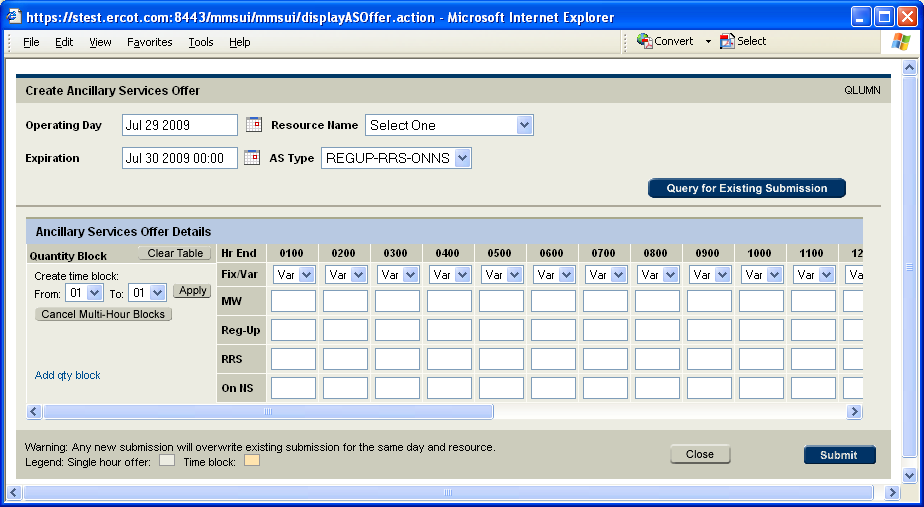 https://stest.ercot.com:8443/mmsui/mmsui/displayASOffer.action - Microsoft Internet Explorer
File Edit View Favorites Tools Help Convert Select
Create Ancillary Services Offer QLUMN
Operating Day Jul 29 2009 Resource Name Select One
Expiration Jul 30 2009 00:00 AS Type REGUP-RRS-ONNS
Query for Existing Submission
Ancillary Services Offer Details
Quantity Block Clear Table Hr End 0100 0200 0300 0400 0500 0600 0700 0800 0900 1000 1100 12
Create time block: Fix/Var Var Var Var Var Var Var Var Var Var Var Var Va
From: 01 To: 01 Apply MW
Cancel Multi-Hour Blocks Reg-Up
RRS
Add qty block
On NS
Warning: Any new submission will overwrite existing submission for the same day and resource.
Legend: Single hour offer: Time block: Close Submit